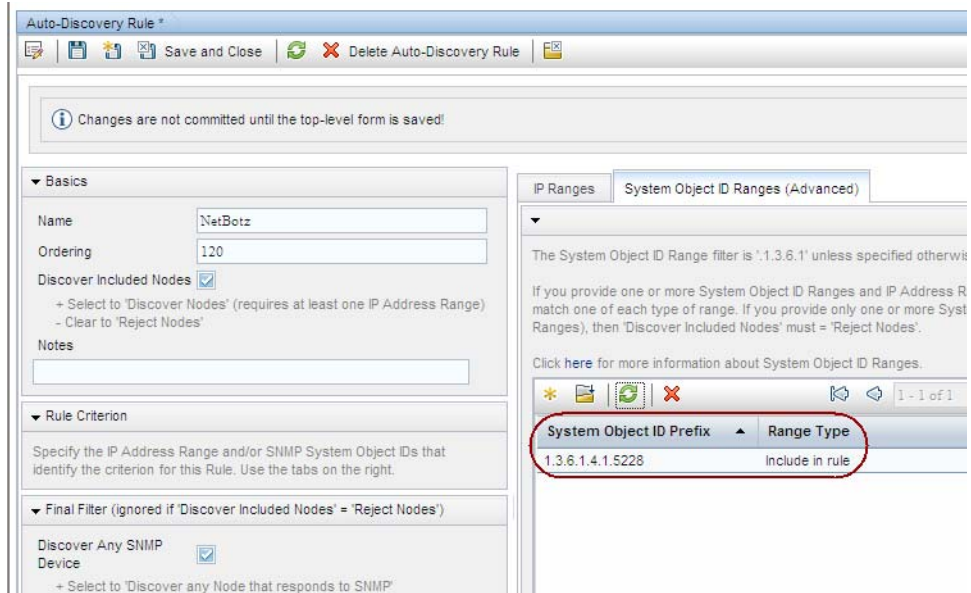 Auto-Discovery Rule *
Save and Close
Delete Auto-Discovery Rule
Changes are not committed until the top-level form is saved!
Basics
Name
NetBotz
Ordering
120
Discover Included Nodes
+ Select to 'Discover Nodes' (requires at least one IP Address Range)
- Clear to 'Reject Nodes'
Notes
Rule Criterion
Specify the IP Address Range and/or SNMP System Object IDs that
identify the criterion for this Rule. Use the tabs on the right.
Final Filter (ignored if 'Discover Included Nodes' = 'Reject Nodes')
Discover Any SNMP
Device
+ Select to 'Discover any Node that responds to SNMP'
IP Ranges
System Object ID Ranges (Advanced)
The System Object ID Range filter is '.1.3.6.1' unless specified otherwis
If you provide one or more System Object ID Ranges and IP Address R
match one of each type of range. If you provide only one or more Syst
Ranges), then 'Discover Included Nodes' must = 'Reject Nodes'.
Click here for more information about System Object ID Ranges.
1 - 1 of 1
System Object ID Prefix
Range Type
1.3.6.1.4.1.5228
Include in rule